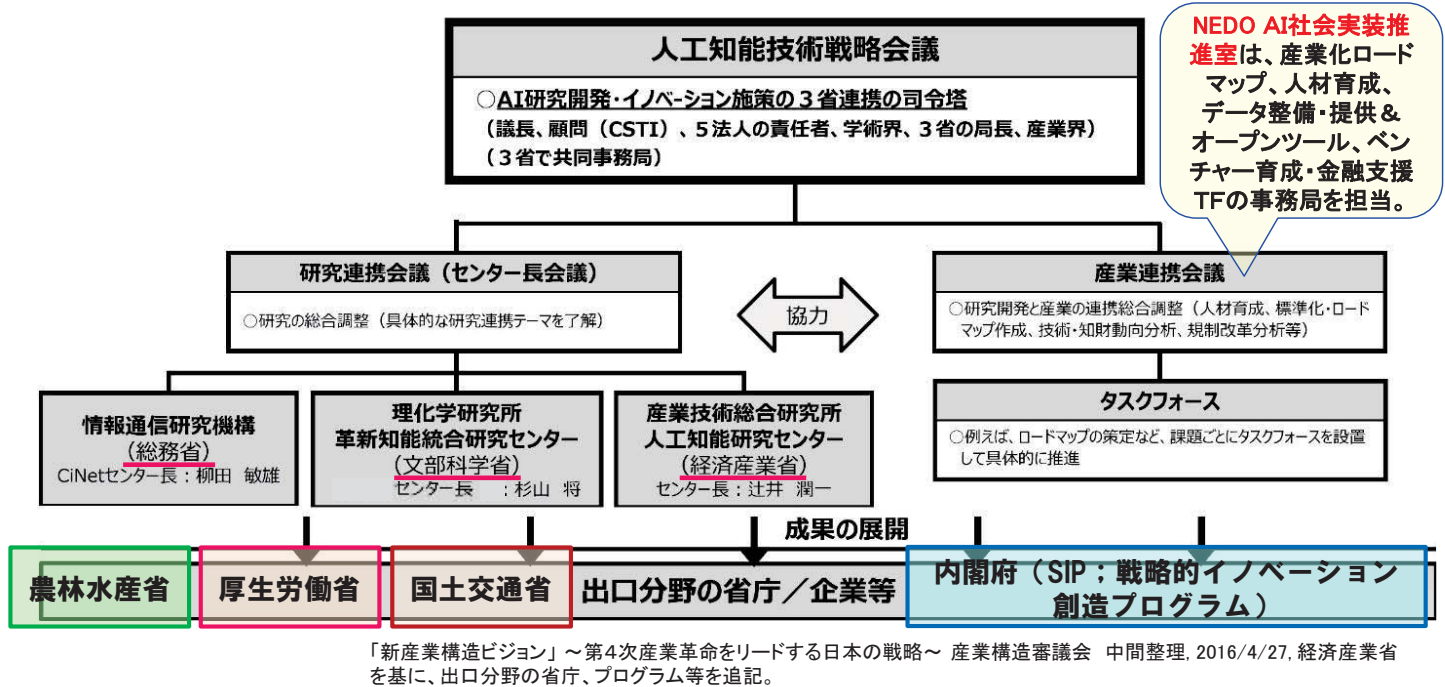 人工知能技術戦略会議
○AI研究開発・イノベーション施策の３省連携の司令塔
（議長、顧問（CSTI）、５法人の責任者、学術界、３省の局長、産業界）
（３省で共同事務局）
NEDO AI社会実装推
進室は、産業化ロード
マップ、人材育成、
データ整備・提供＆
オープンツール、ベン
チャー育成・金融支援
TFの事務局を担当。
研究連携会議（センター長会議）
○研究の総合調整（具体的な研究連携テーマを了解）
協力
産業連携会議
○研究開発と産業の連携総合調整（人材育成、標準化・ロード
マップ作成、技術・知財動向分析、規制改革分析等）
情報通信研究機構
（総務省）
CiNetセンター長：柳田 敏雄
理化学研究所
革新知能統合研究センター
（文部科学省）
センター長　：杉山 将
産業技術総合研究所
人工知能研究センター
（経済産業省）
センター長：辻井 潤一
タスクフォース
○例えば、ロードマップの策定など、課題ごとにタスクフォースを設置
して具体的に推進
成果の展開
農林水産省
厚生労働省
国土交通省
出口分野の省庁／企業等
内閣府（SIP；戦略的イノベーション
創造プログラム）
「新産業構造ビジョン」～第４次産業革命をリードする日本の戦略～ 産業構造審議会 中間整理, 2016/4/27, 経済産業省
を基に、出口分野の省庁、プログラム等を追記。